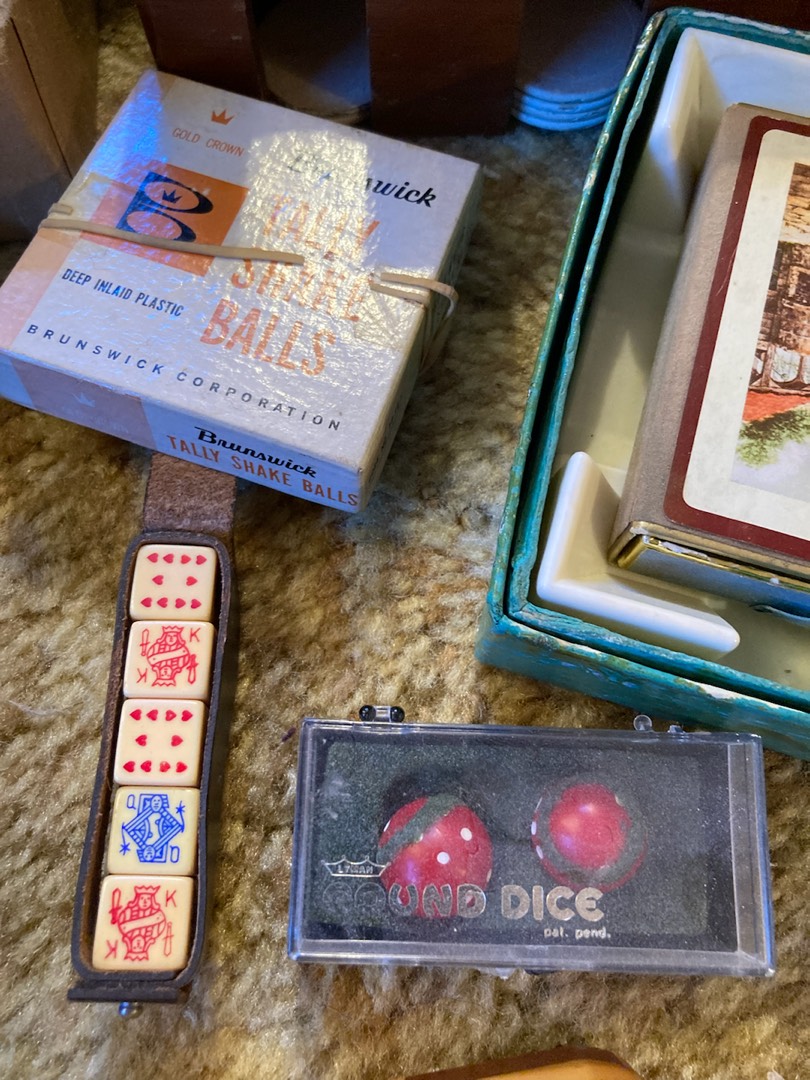 GOLD CROWN
Brunswick
B
TALLY
SHAKE
BALLS
DEEP INLAID PLASTIC
BRUNSWICK CORPORATION
Brunswick
TALLY SHAKE BALLS
K
K
Q
Q
K
K
LYMAN
ROUND DICE
pat. pend.